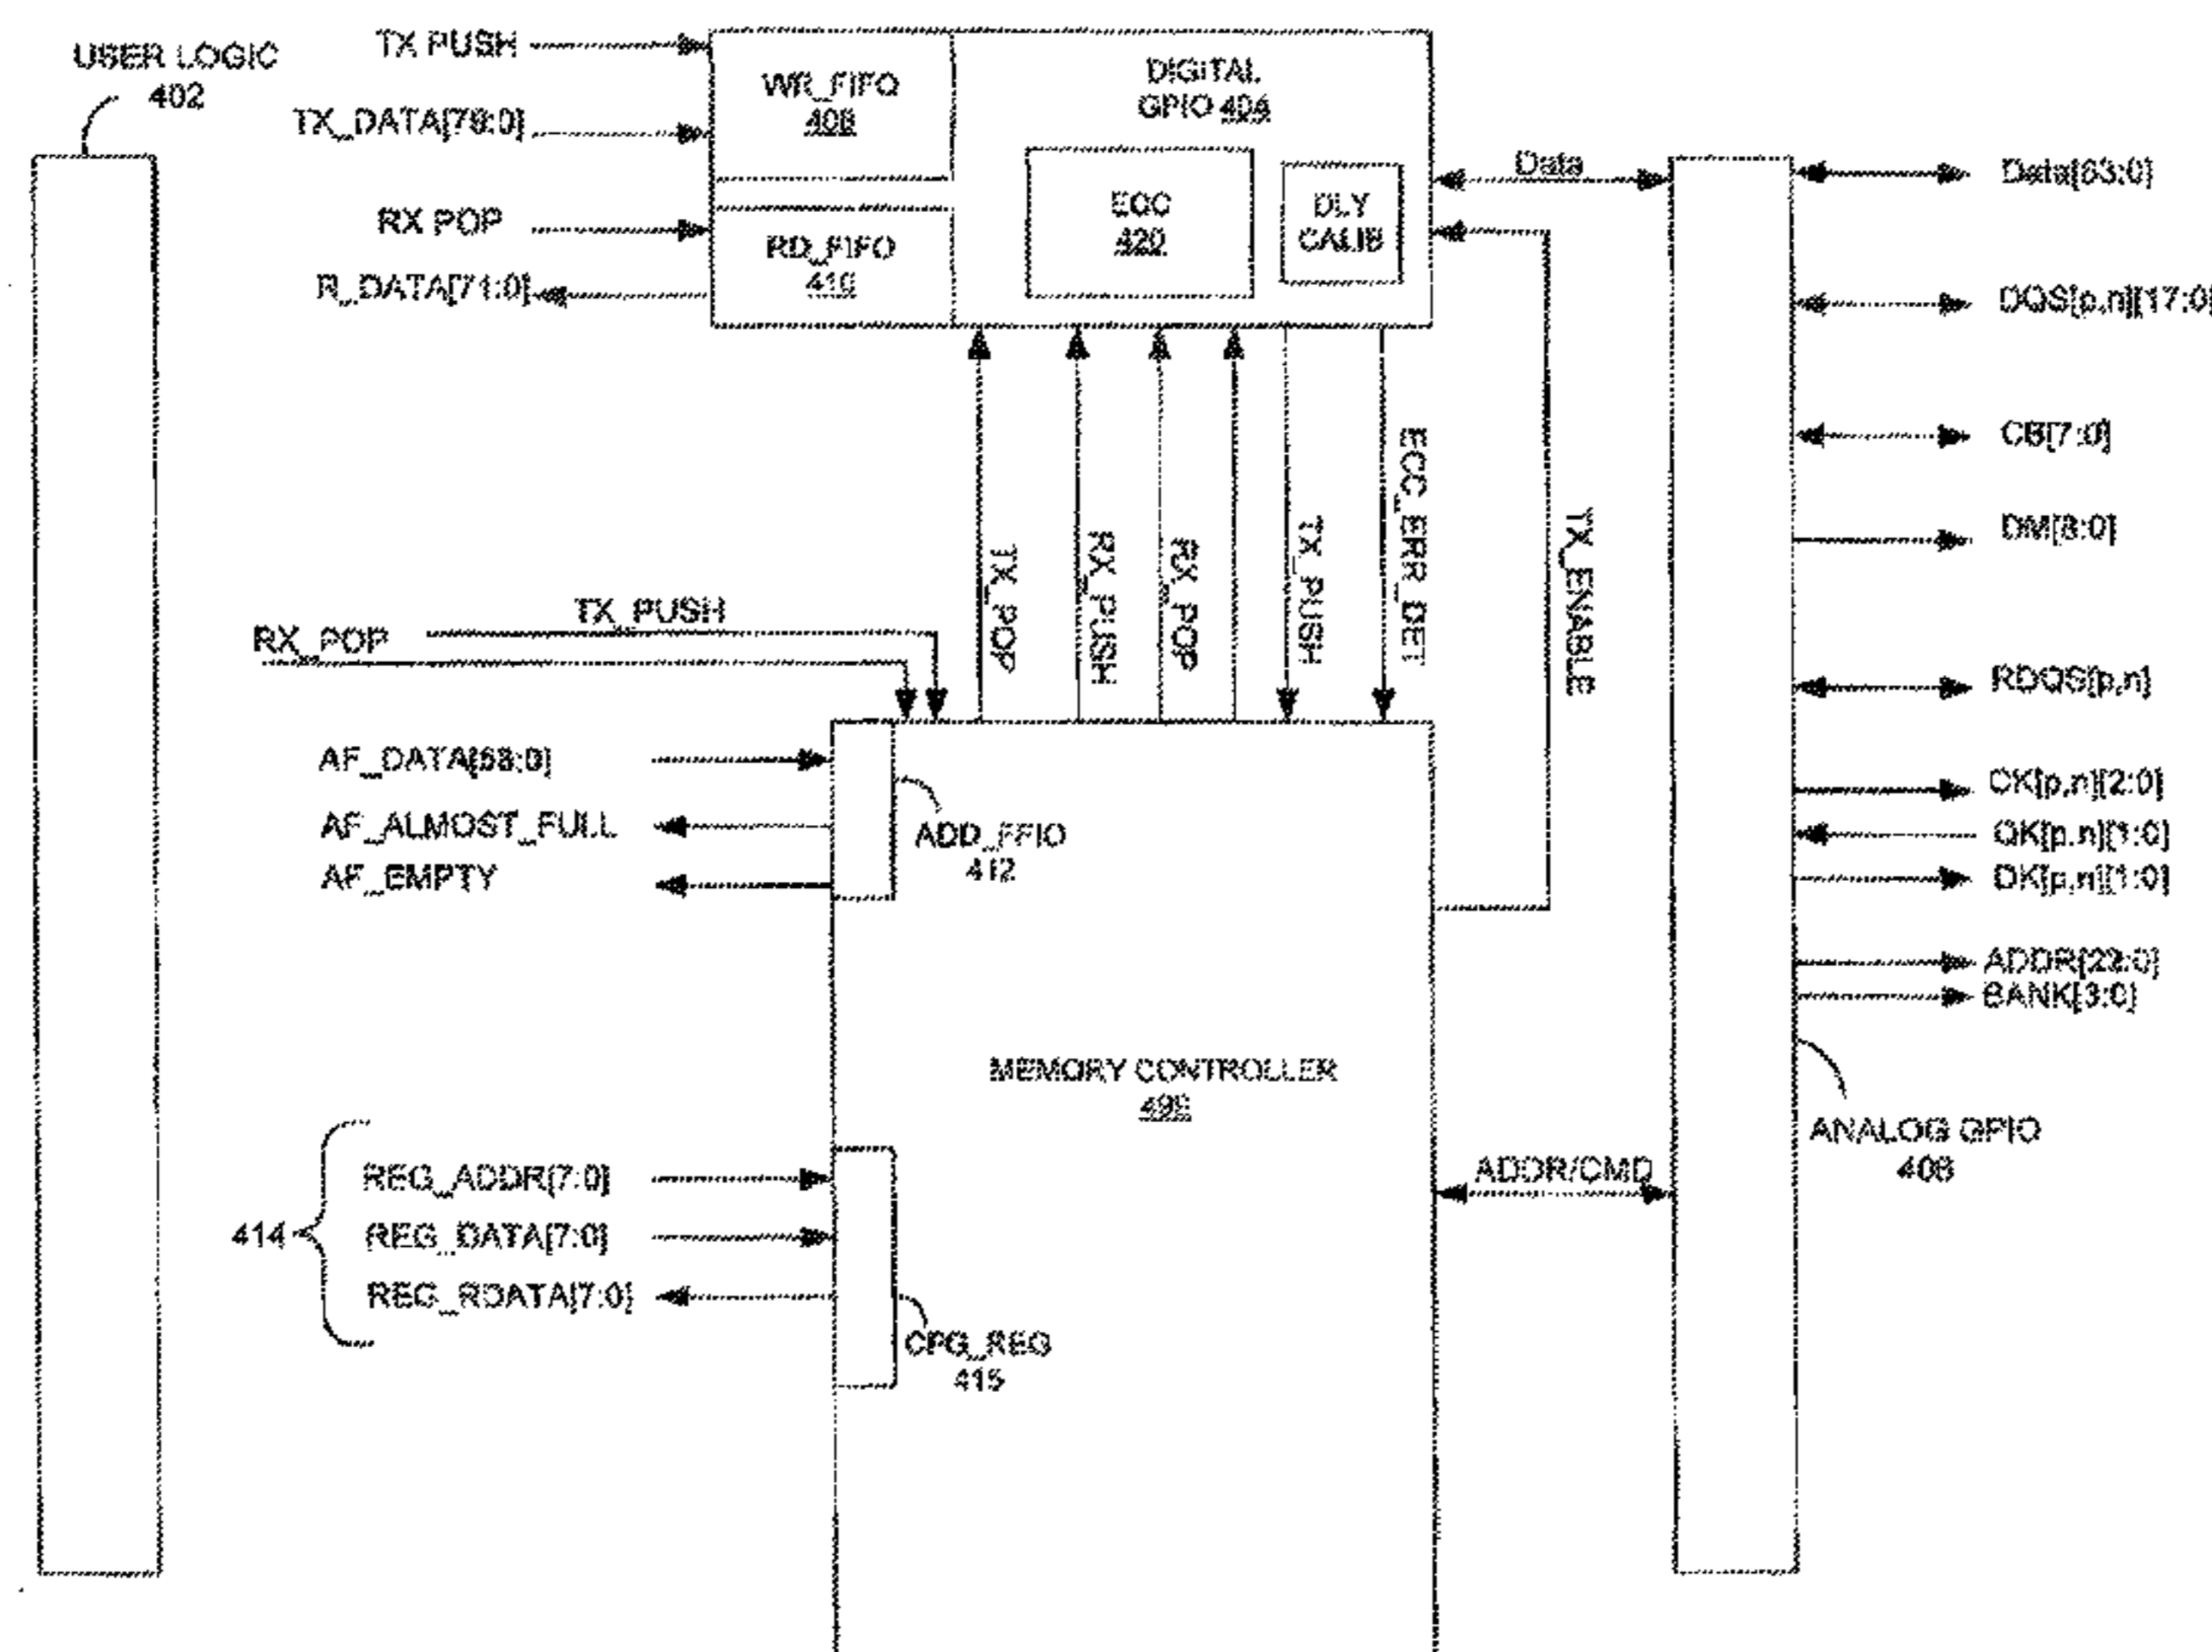 USER LOGIC
402
TX PUSH
TX_DATA[78:0]
RX POP
R_DATA[71:0]
WR_FIFO
408
RD_FIFO
410
DIGITAL
GPIO 404
ECC
420
DLY
CALIB
Data
Data[63:0]
DQS[p,n][17:0]
CB[7:0]
DM[8:0]
RDQS[p,n]
CK[p,n][2:0]
QK[p,n][1:0]
DK[p,n][1:0]
ADDR[22:0]
BANK[3:0]
ANALOG GPIO
TX_POP
RX_PUSH
RX_POP
TX_PUSH
ECC_ERR_DET
TX_ENABLE
TX_PUSH
RX_POP
AF_DATA[58:0]
AF_ALMOST_FULL
AF_EMPTY
ADD_FFIO
412
MEMORY CONTROLLER
ADDR/CMD
414
REG_ADDR[7:0]
REG_DATA[7:0]
REG_RDATA[7:0]
CPG_REG